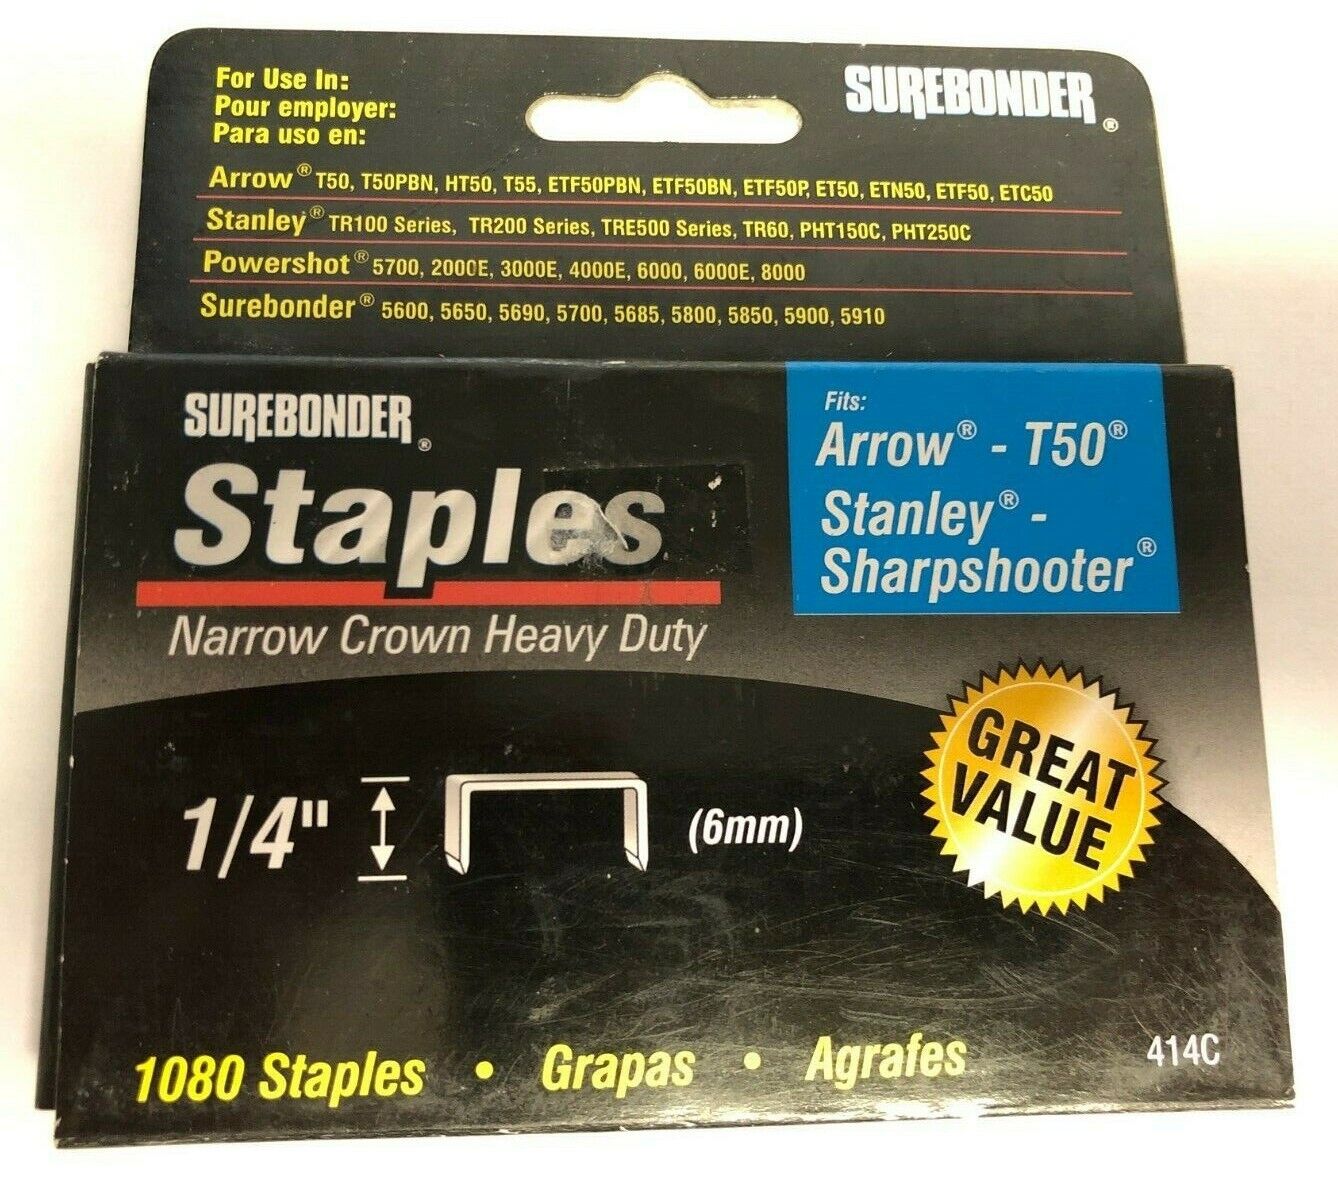 For Use In:
Pour employer:
Para uso en:
SUREBONDER®
Arrow® T50, T50PBN, HT50, T55, ETF50PBN, ETF50BN, ETF50P, ET50, ETN50, ETF50, ETC50
Stanley® TR100 Series, TR200 Series, TRE500 Series, TR60, PHT150C, PHT250C
Powershot® 5700, 2000E, 3000E, 4000E, 6000, 6000E, 8000
Surebonder® 5600, 5650, 5690, 5700, 5685, 5800, 5850, 5900, 5910
SUREBONDER®
Staples
Narrow Crown Heavy Duty
Fits:
Arrow® - T50®
Stanley® -
Sharpshooter®
1/4" (6mm)
GREAT
VALUE
1080 Staples • Grapas • Agrafes
414C